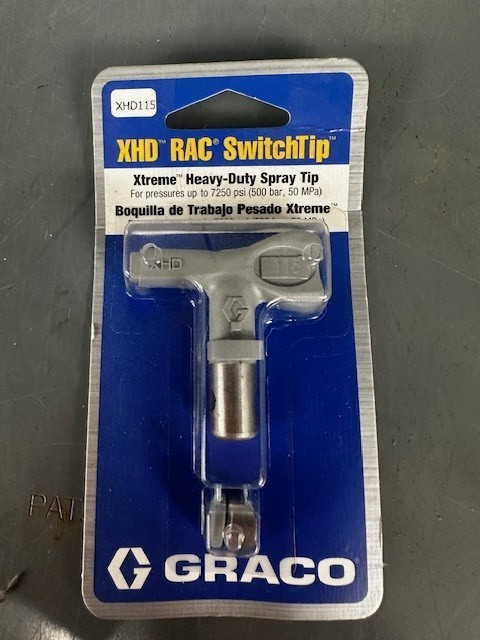 XHD115
XHD™ RAC® SwitchTip™
Xtreme™ Heavy-Duty Spray Tip
For pressures up to 7250 psi (500 bar, 50 MPa)
Boquilla de Trabajo Pesado Xtreme™
XHD
GRACO
PAT